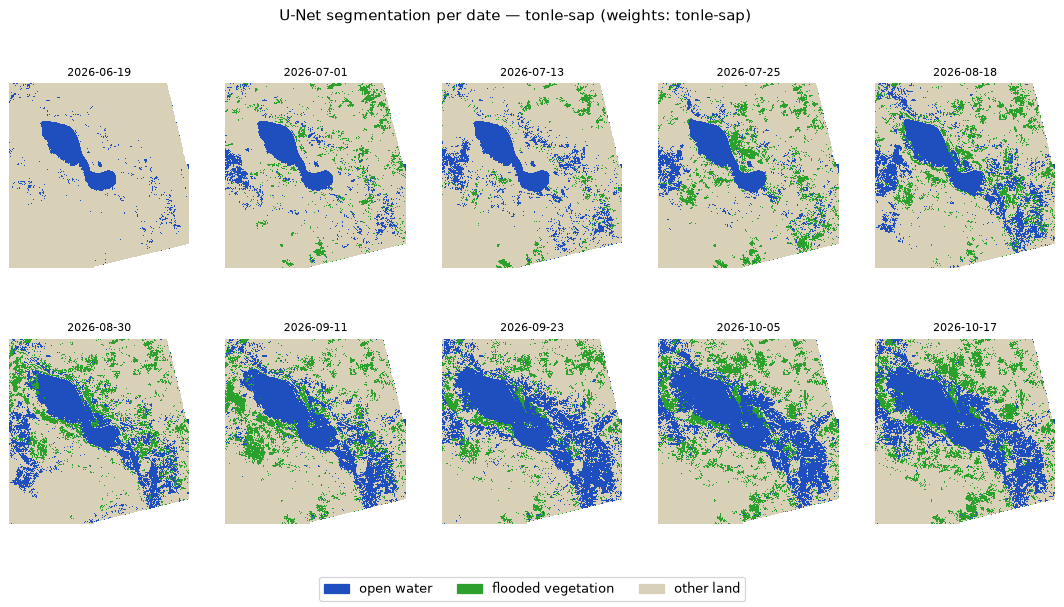 U-Net segmentation per date — tonle-sap (weights: tonle-sap)
2026-06-19
2026-07-01
2026-07-13
2026-07-25
2026-08-18
2026-08-30
2026-09-11
2026-09-23
2026-10-05
2026-10-17
open water
flooded vegetation
other land